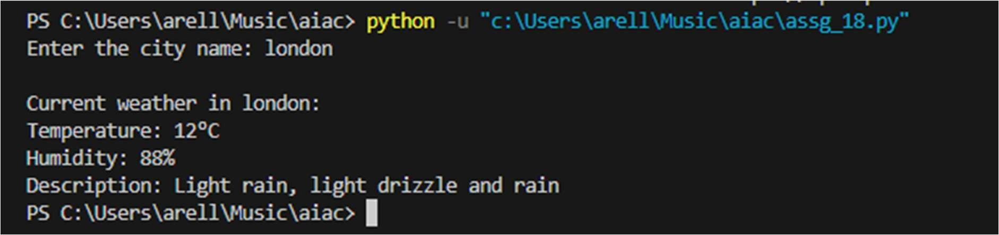 PS C:\Users\arell\Music\aiac> python -u "c:\Users\arell\Music\aiac\assg_18.py"
Enter the city name: london
Current weather in london:
Temperature: 12°C
Humidity: 88%
Description: Light rain, light drizzle and rain
PS C:\Users\arell\Music\aiac>